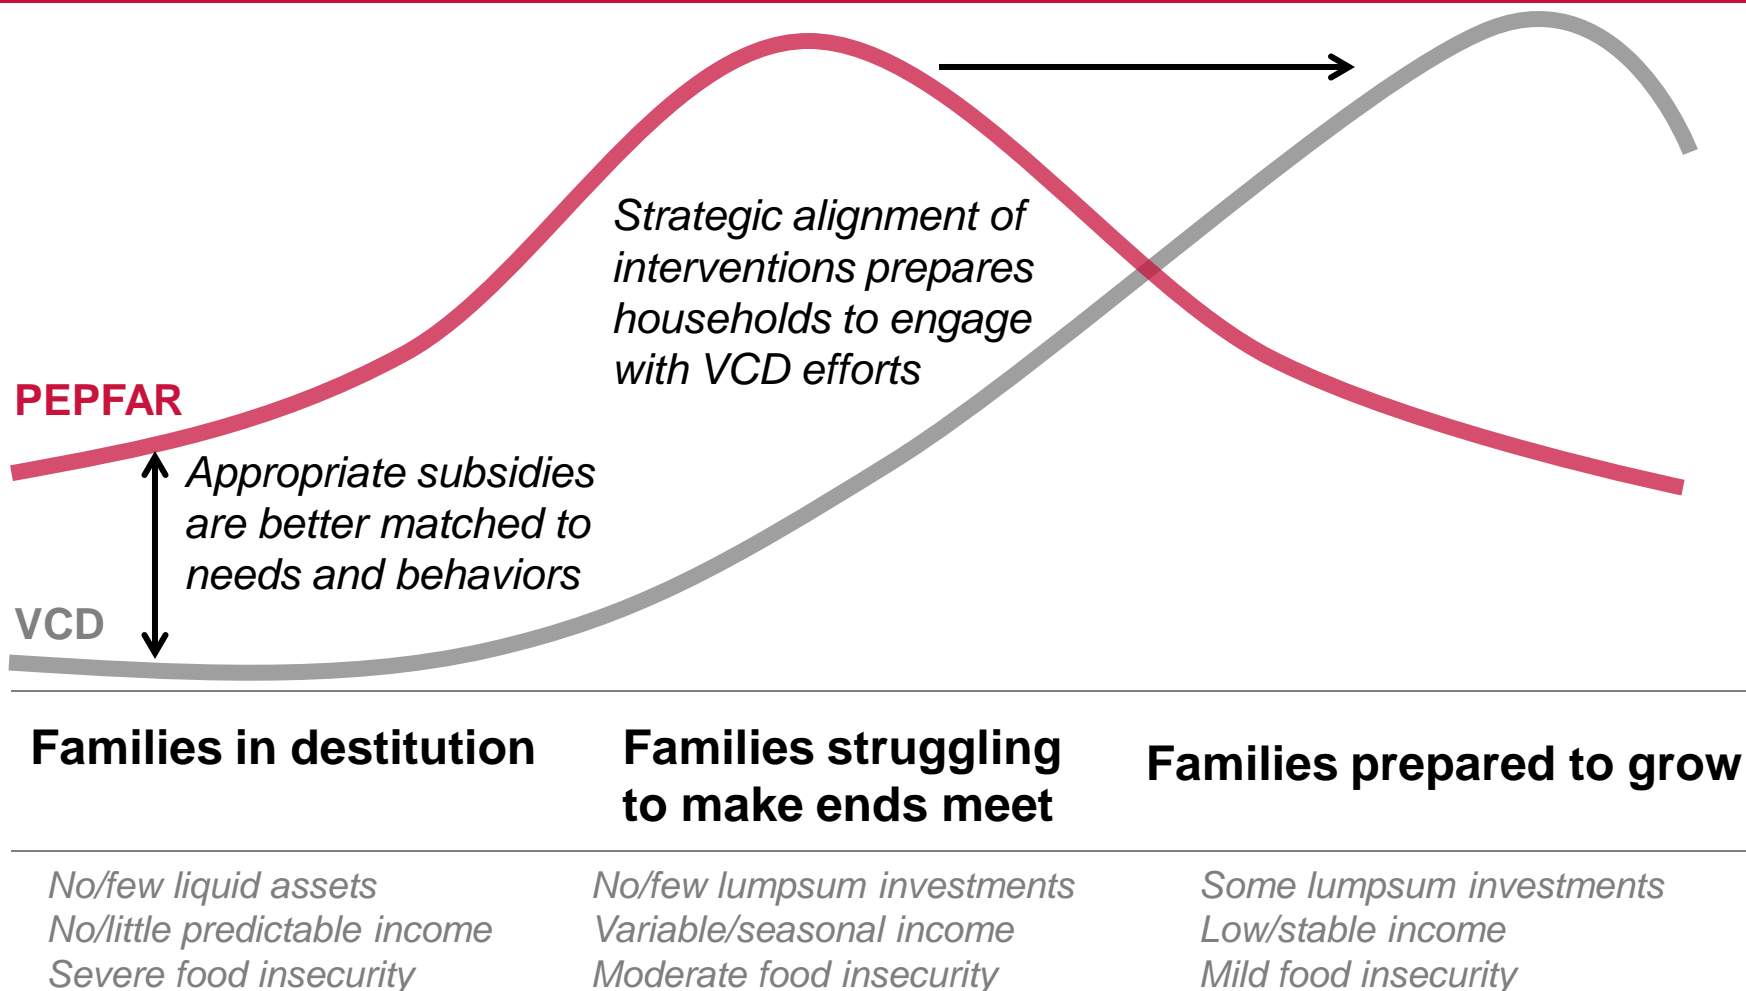 Strategic alignment of
interventions prepares
households to engage
with VCD efforts
PEPFAR
Appropriate subsidies
are better matched to
needs and behaviors
VCD
Families in destitution
Families struggling
to make ends meet
Families prepared to grow
No/few liquid assets
No/little predictable income
Severe food insecurity
No/few lumpsum investments
Variable/seasonal income
Moderate food insecurity
Some lumpsum investments
Low/stable income
Mild food insecurity